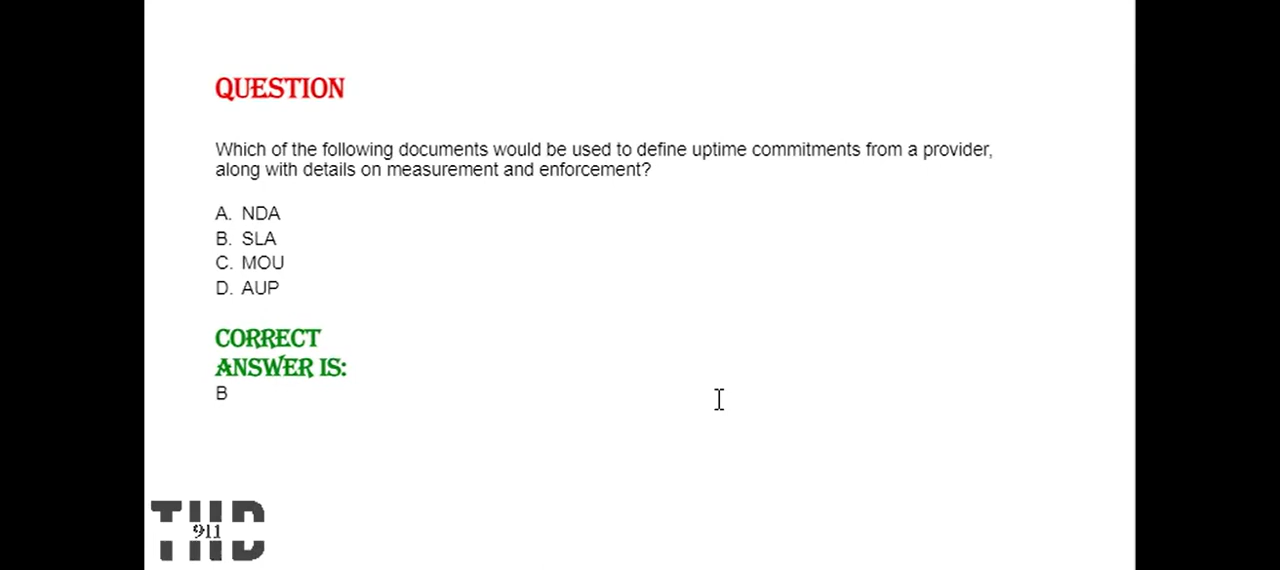 QUESTION
Which of the following documents would be used to define uptime commitments from a provider,
along with details on measurement and enforcement?
A. NDA
B. SLA
C. MOU
D. AUP
CORRECT
ANSWER IS:
B
THD
911